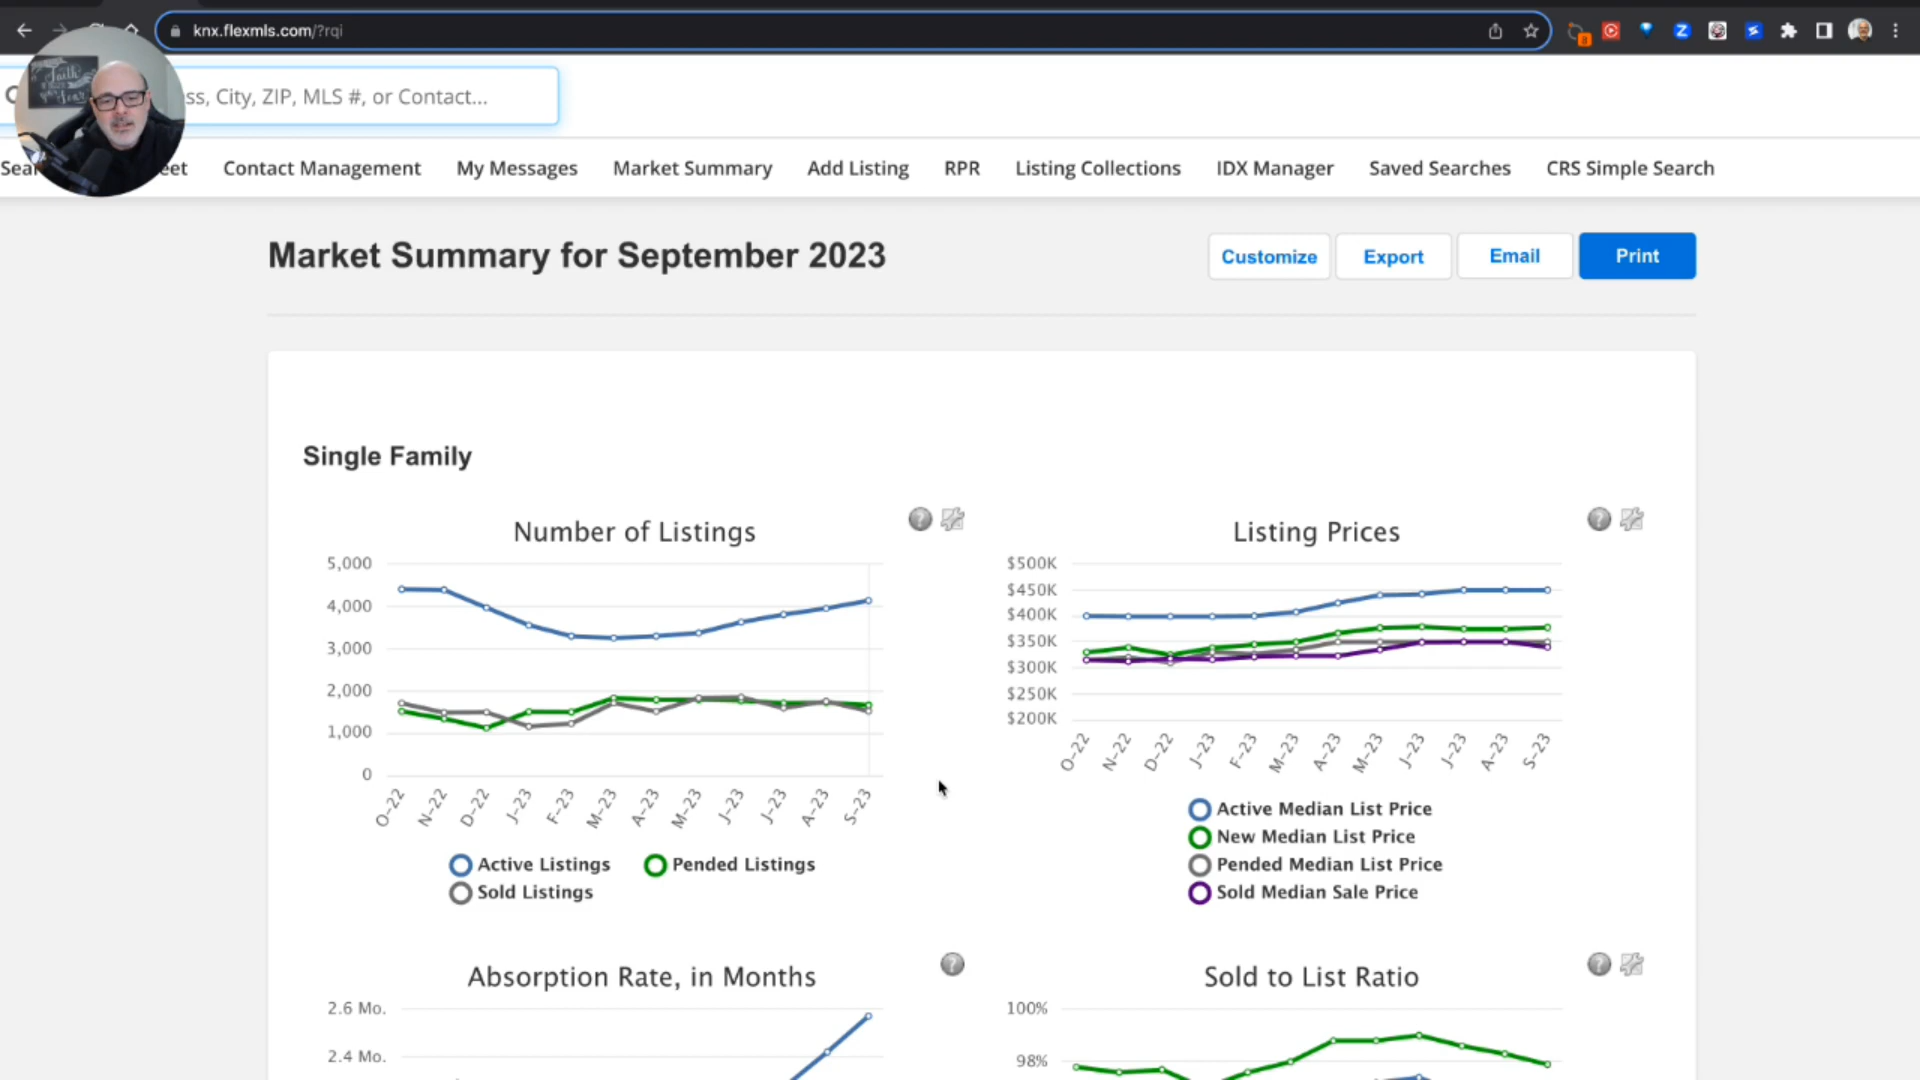 knx.flexmls.com/?rqi
ss, City, ZIP, MLS #, or Contact...
Faith
Sear
eet
Contact Management
My Messages
Market Summary
Add Listing
RPR
Listing Collections
IDX Manager
Saved Searches
CRS Simple Search
Market Summary for September 2023
Customize
Export
Email
Print
Single Family
Number of Listings
5,000
4,000
3,000
2,000
1,000
0
O-22
N-22
D-22
J-23
F-23
M-23
A-23
M-23
J-23
J-23
A-23
S-23
Active Listings
Pended Listings
Sold Listings
Listing Prices
$500K
$450K
$400K
$350K
$300K
$250K
$200K
O-22
N-22
D-22
J-23
F-23
M-23
A-23
M-23
J-23
J-23
A-23
S-23
Active Median List Price
New Median List Price
Pended Median List Price
Sold Median Sale Price
Absorption Rate, in Months
2.6 Mo.
2.4 Mo.
Sold to List Ratio
100%
98%